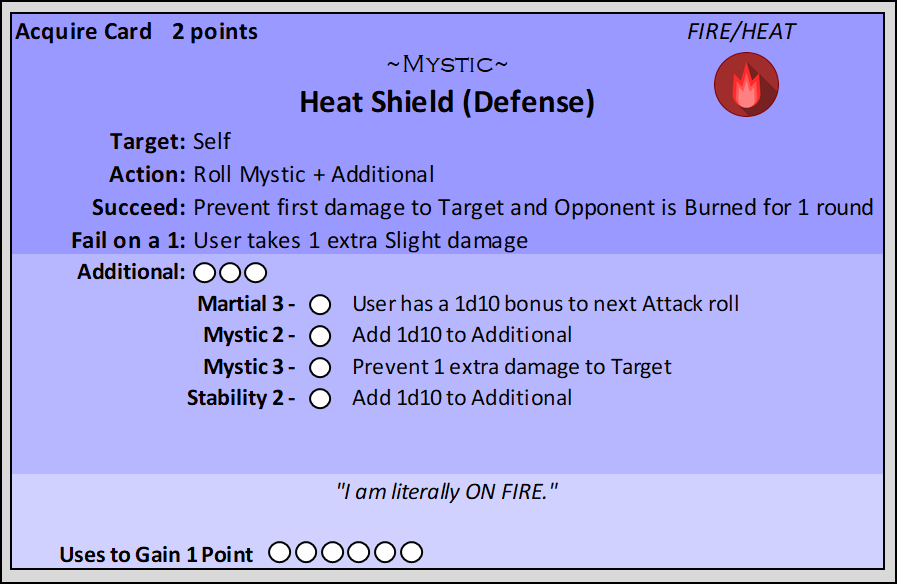 Acquire Card 2 points
FIRE/HEAT
~Mystic~
Heat Shield (Defense)
Target: Self
Action: Roll Mystic + Additional
Succeed: Prevent first damage to Target and Opponent is Burned for 1 round
Fail on a 1: User takes 1 extra Slight damage
Additional:
Martial 3 - User has a 1d10 bonus to next Attack roll
Mystic 2 - Add 1d10 to Additional
Mystic 3 - Prevent 1 extra damage to Target
Stability 2 - Add 1d10 to Additional
"I am literally ON FIRE."
Uses to Gain 1 Point